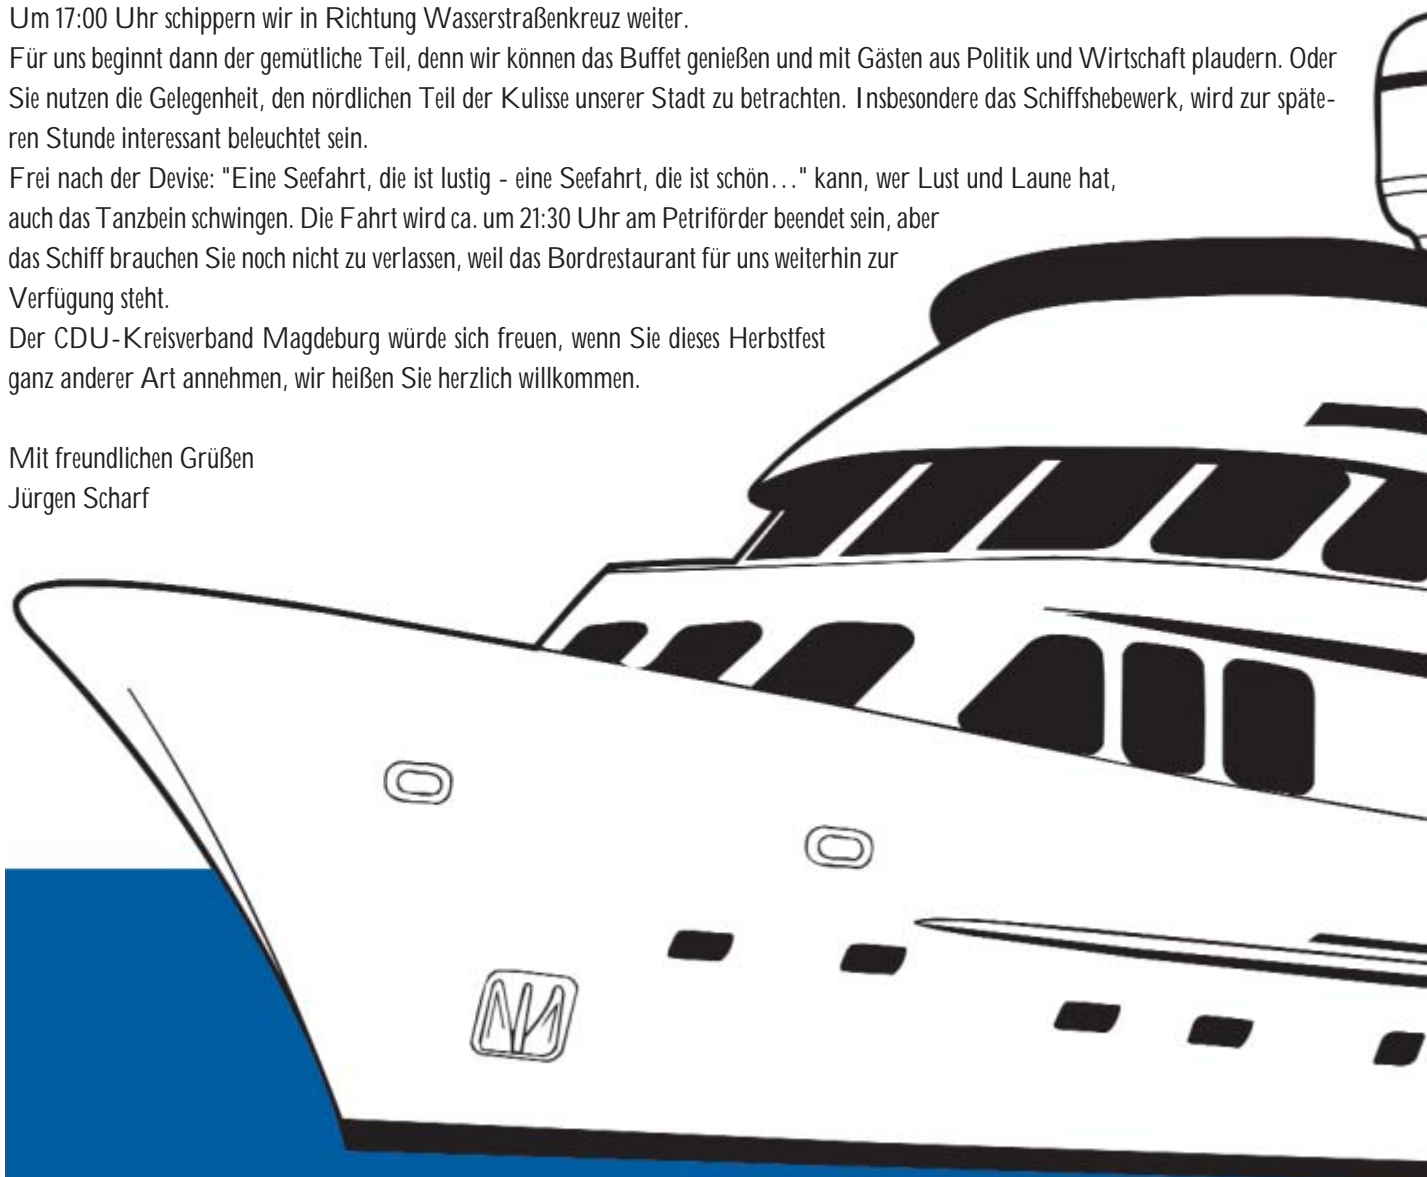 Um 17:00 Uhr schippern wir in Richtung Wasserstraßenkreuz weiter.
Für uns beginnt dann der gemütliche Teil, denn wir können das Buffet genießen und mit Gästen aus Politik und Wirtschaft plaudern. Oder
Sie nutzen die Gelegenheit, den nördlichen Teil der Kulisse unserer Stadt zu betrachten. Insbesondere das Schiffshebewerk, wird zur späte-
ren Stunde interessant beleuchtet sein.
Frei nach der Devise: "Eine Seefahrt, die ist lustig - eine Seefahrt, die ist schön..." kann, wer Lust und Laune hat,
auch das Tanzbein schwingen. Die Fahrt wird ca. um 21:30 Uhr am Petriförder beendet sein, aber
das Schiff brauchen Sie noch nicht zu verlassen, weil das Bordrestaurant für uns weiterhin zur
Verfügung steht.
Der CDU-Kreisverband Magdeburg würde sich freuen, wenn Sie dieses Herbstfest
ganz anderer Art annehmen, wir heißen Sie herzlich willkommen.
Mit freundlichen Grüßen
Jürgen Scharf